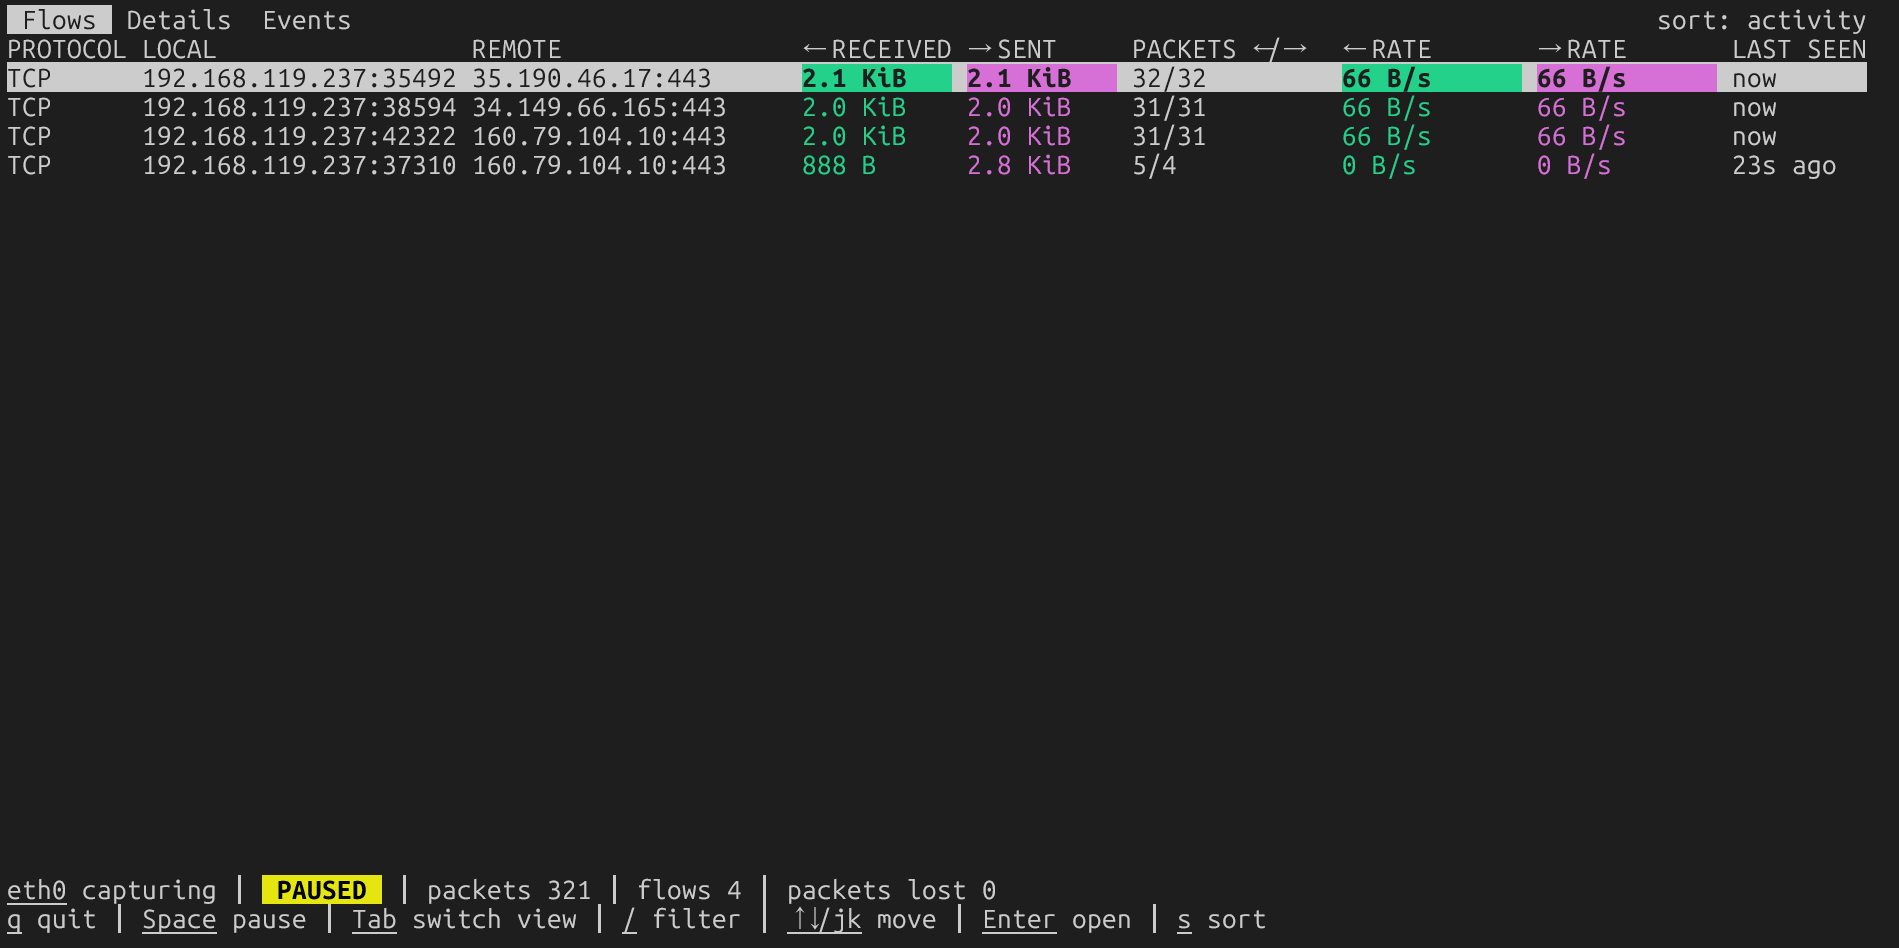 Flows Details Events sort: activity
PROTOCOL LOCAL REMOTE ←RECEIVED →SENT PACKETS ←/→ ←RATE →RATE LAST SEEN
TCP 192.168.119.237:35492 35.190.46.17:443 2.1 KiB 2.1 KiB 32/32 66 B/s 66 B/s now
TCP 192.168.119.237:38594 34.149.66.165:443 2.0 KiB 2.0 KiB 31/31 66 B/s 66 B/s now
TCP 192.168.119.237:42322 160.79.104.10:443 2.0 KiB 2.0 KiB 31/31 66 B/s 66 B/s now
TCP 192.168.119.237:37310 160.79.104.10:443 888 B 2.8 KiB 5/4 0 B/s 0 B/s 23s ago
eth0 capturing | PAUSED | packets 321 | flows 4 | packets lost 0
q quit | Space pause | Tab switch view | / filter | ↑↓/jk move | Enter open | s sort